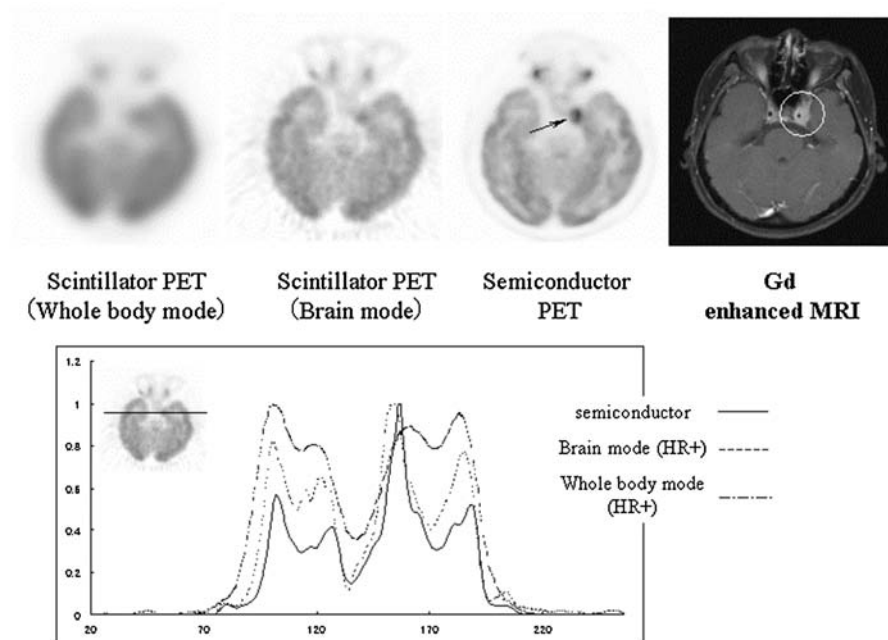 Scintillator PET
(Whole body mode)
Scintillator PET
(Brain mode)
Semiconductor
PET
Gd
enhanced MRI
1.2
1
0.8
0.6
0.4
0.2
0
20
70
120
170
220
semiconductor
Brain mode (HR+)
Whole body mode
(HR+)